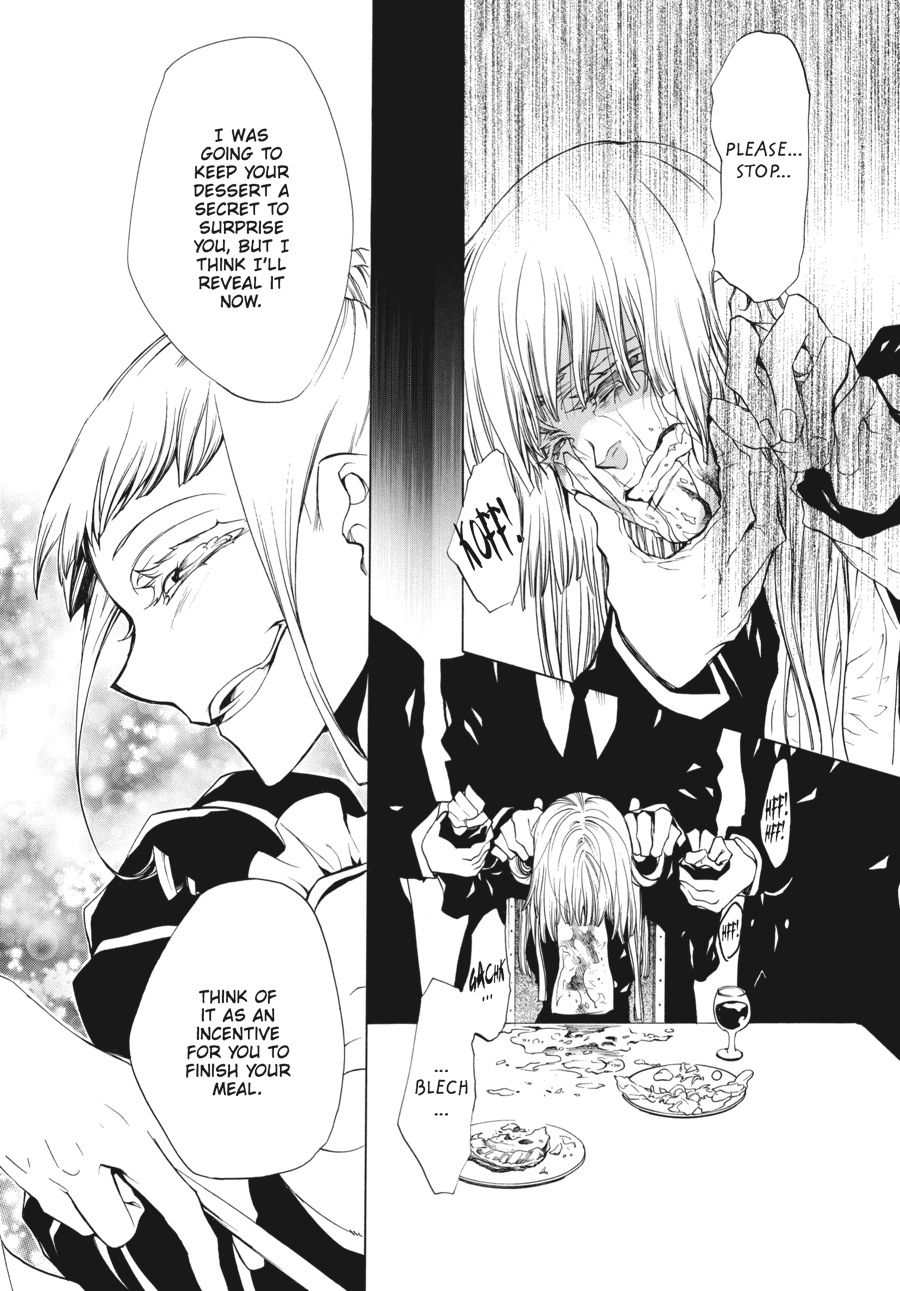 PLEASE...
STOP...
KOFF!
HFF!
HFF!
HFF!
GACHK
...
...
BLECH
...
I WAS
GOING TO
KEEP YOUR
DESSERT A
SECRET TO
SURPRISE
YOU, BUT I
THINK I'LL
REVEAL IT
NOW.
THINK OF
IT AS AN
INCENTIVE
FOR YOU TO
FINISH YOUR
MEAL.